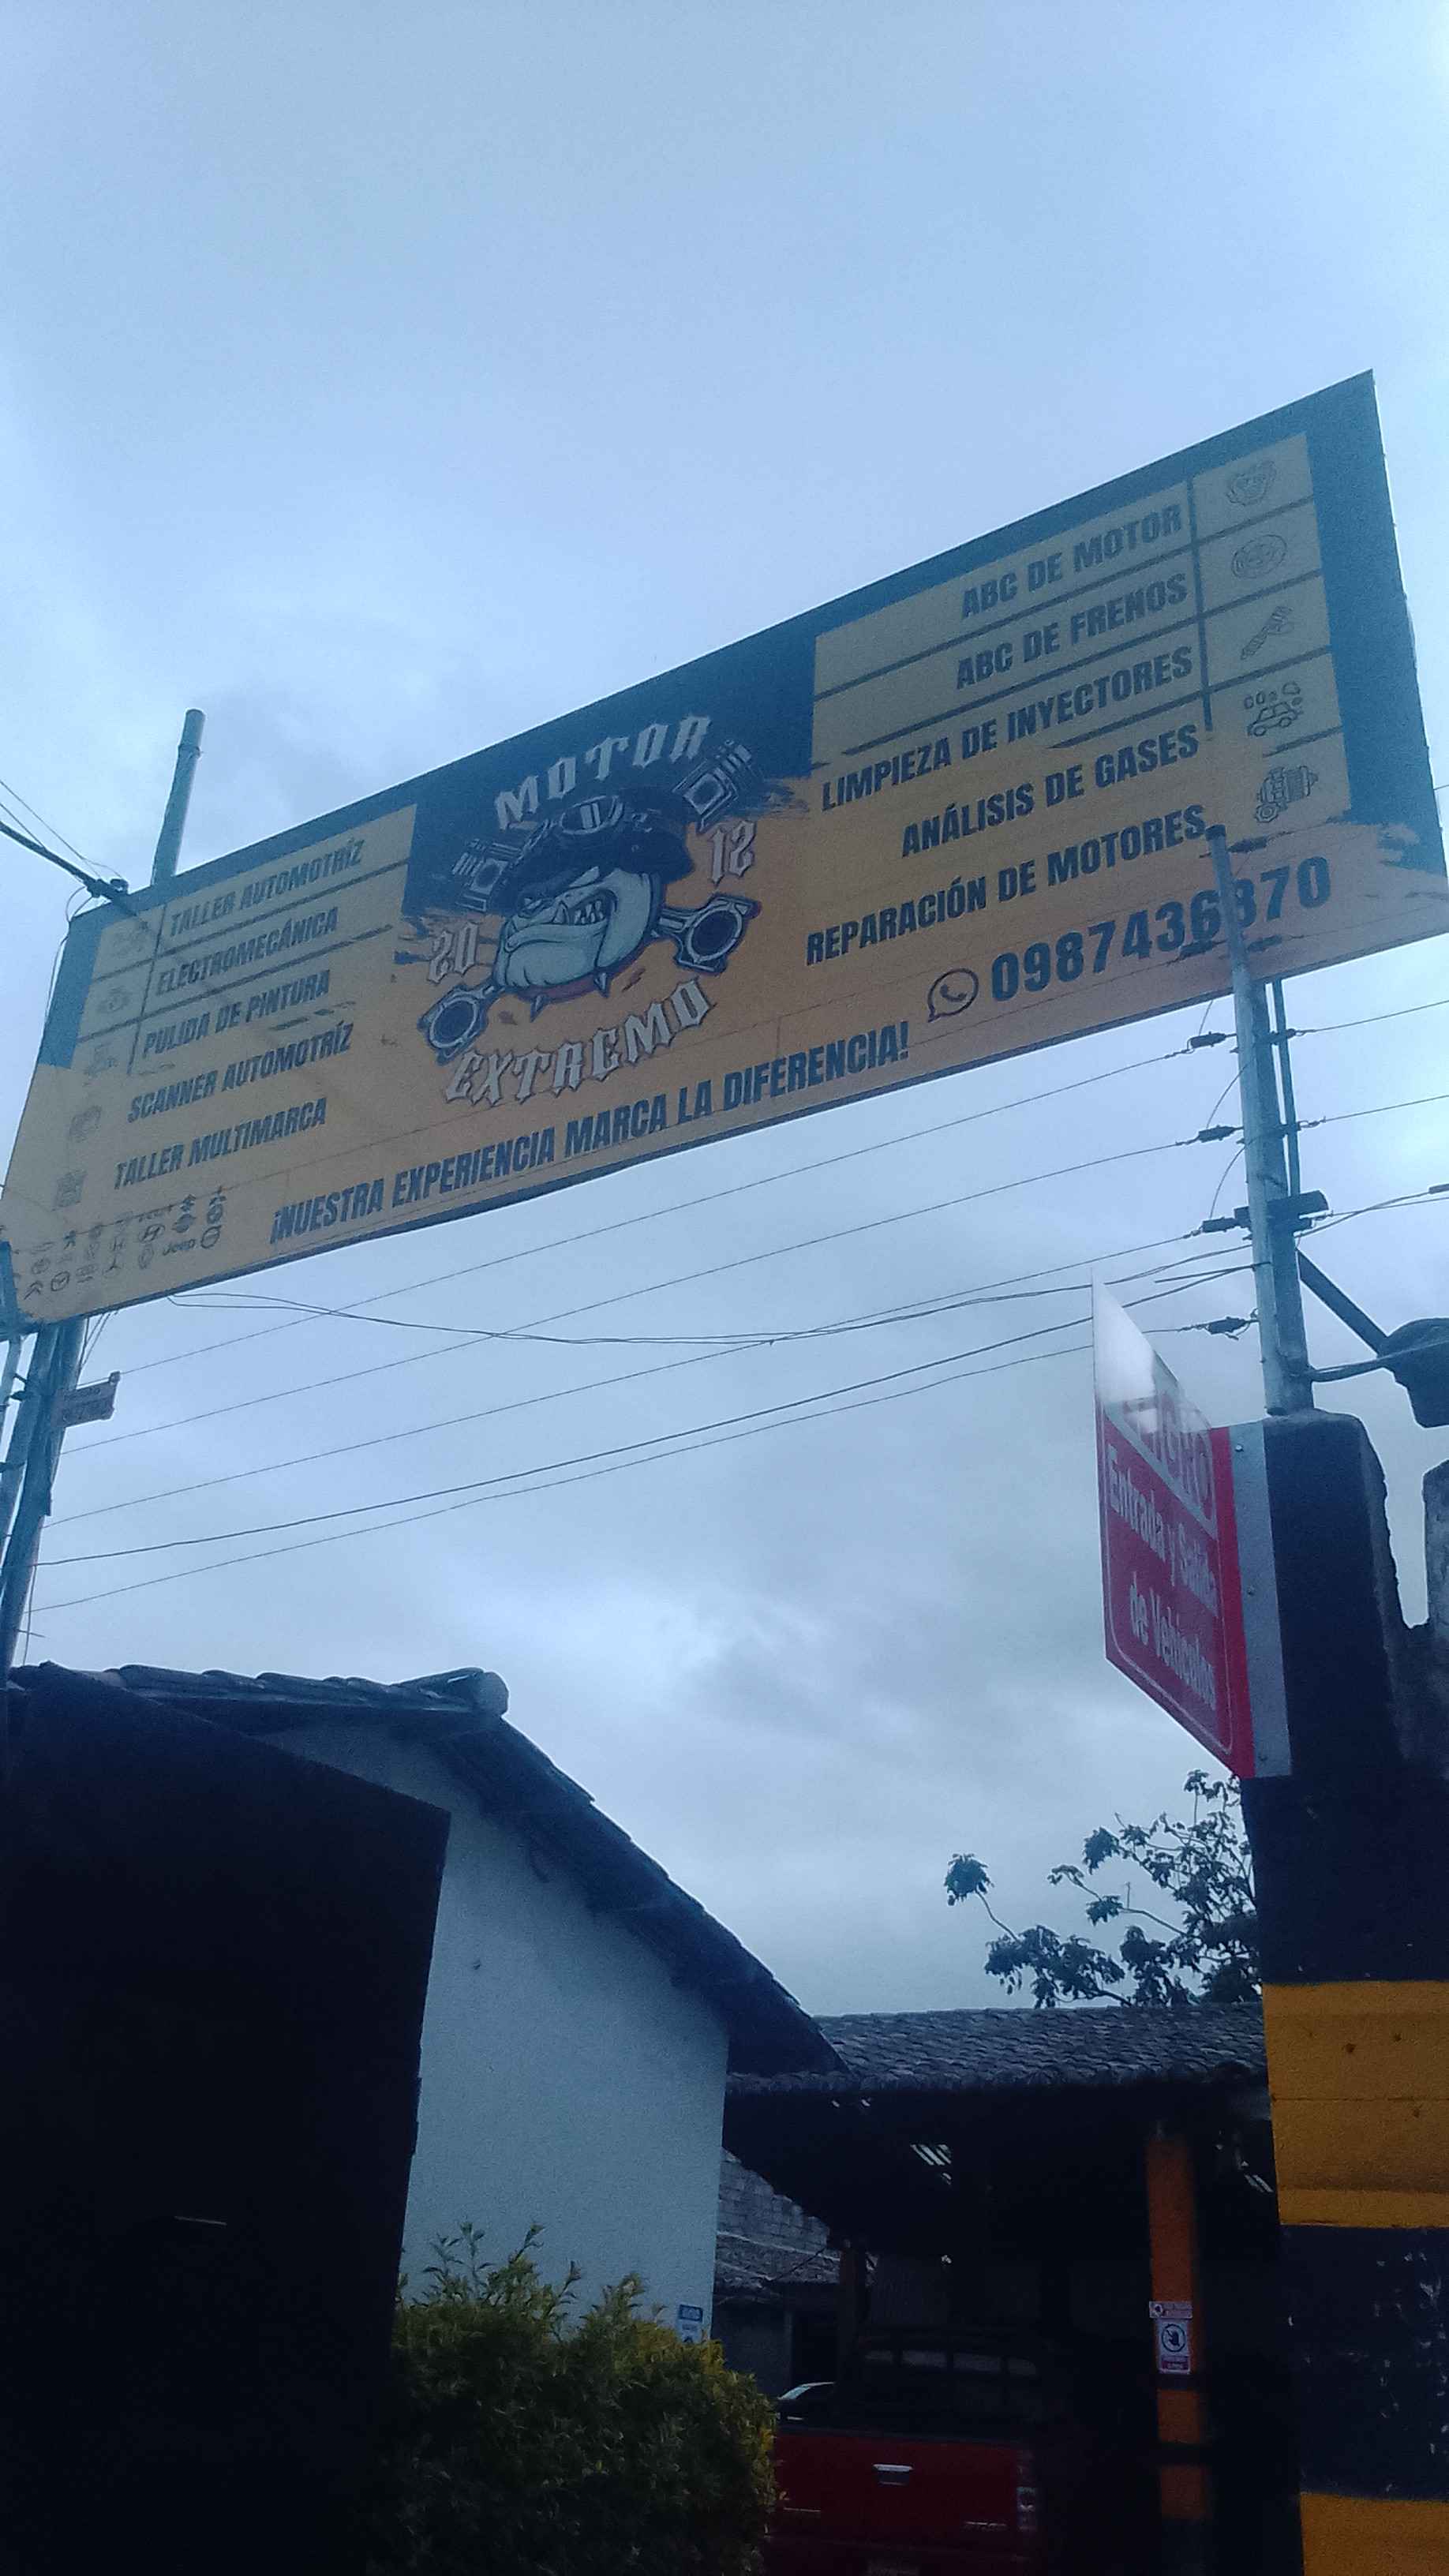 TALLER AUTOMOTRÍZ
ELECTROMECÁNICA
PULIDA DE PINTURA
SCANNER AUTOMOTRÍZ
TALLER MULTIMARCA
Jeep
MOTOR
20 12
EXTREMO
ABC DE MOTOR
ABC DE FRENOS
LIMPIEZA DE INYECTORES
ANÁLISIS DE GASES
REPARACIÓN DE MOTORES
0987436870
¡NUESTRA EXPERIENCIA MARCA LA DIFERENCIA!
Entrada y Salida
de Vehículos